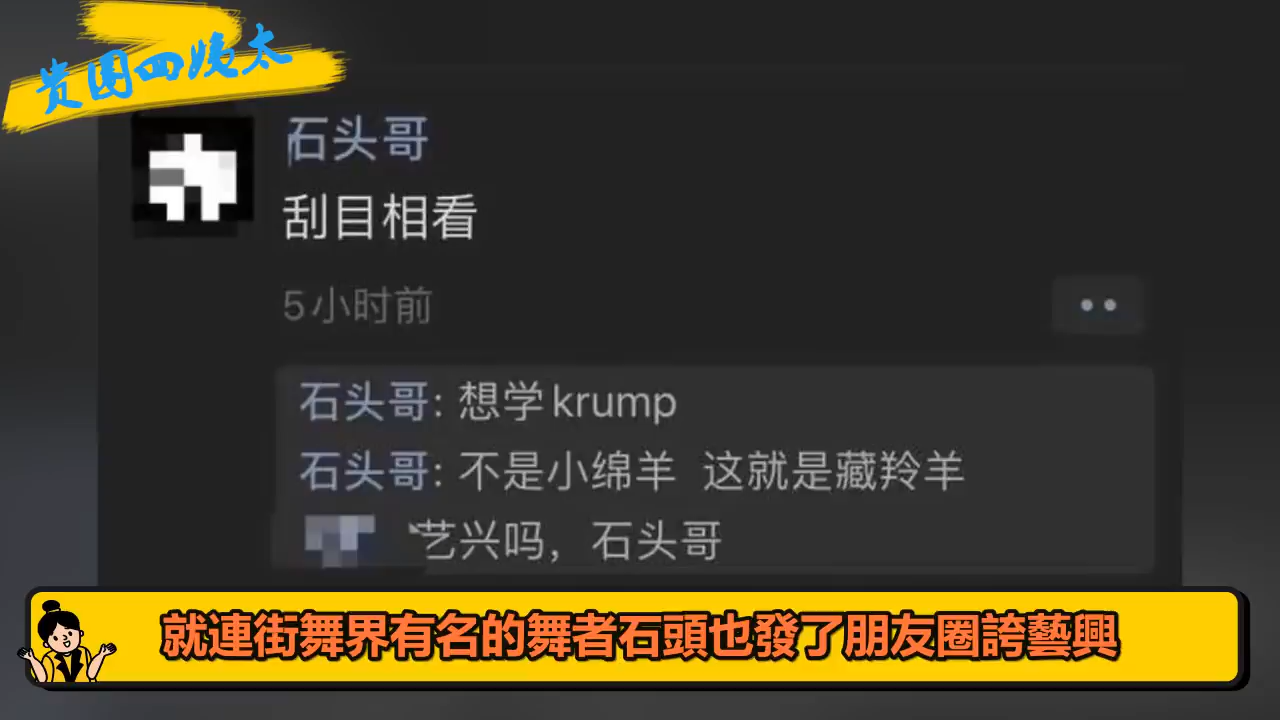 贵圈四姨太
石头哥
刮目相看
5小时前
石头哥: 想学krump
石头哥: 不是小绵羊 这就是藏羚羊
艺兴吗，石头哥
就連街舞界有名的舞者石頭也發了朋友圈誇藝興